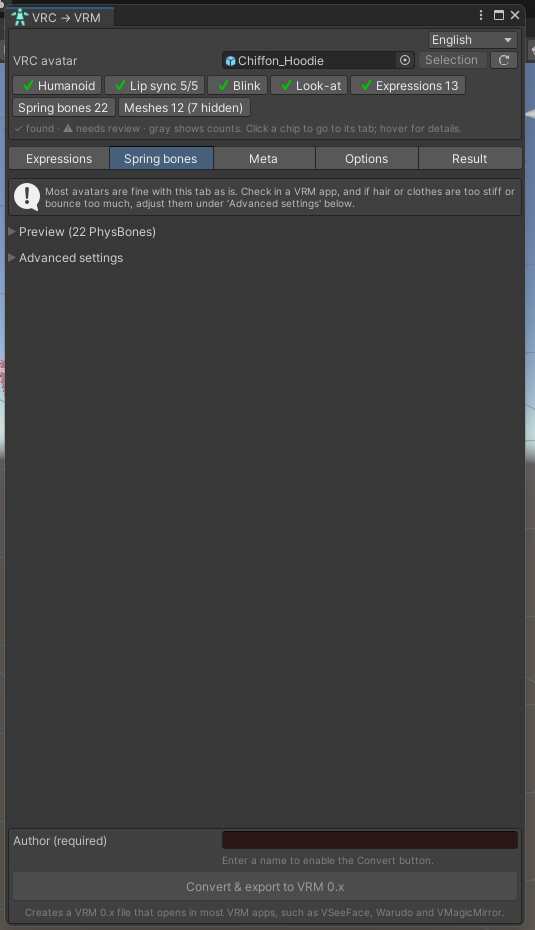 VRC → VRM
English
VRC avatar
Chiffon_Hoodie
Selection
✓ Humanoid
✓ Lip sync 5/5
✓ Blink
✓ Look-at
✓ Expressions 13
Spring bones 22
Meshes 12 (7 hidden)
✓ found · ⚠ needs review · gray shows counts. Click a chip to go to its tab; hover for details.
Expressions
Spring bones
Meta
Options
Result
Most avatars are fine with this tab as is. Check in a VRM app, and if hair or clothes are too stiff or
bounce too much, adjust them under 'Advanced settings' below.
Preview (22 PhysBones)
Advanced settings
Author (required)
Enter a name to enable the Convert button.
Convert & export to VRM 0.x
Creates a VRM 0.x file that opens in most VRM apps, such as VSeeFace, Warudo and VMagicMirror.